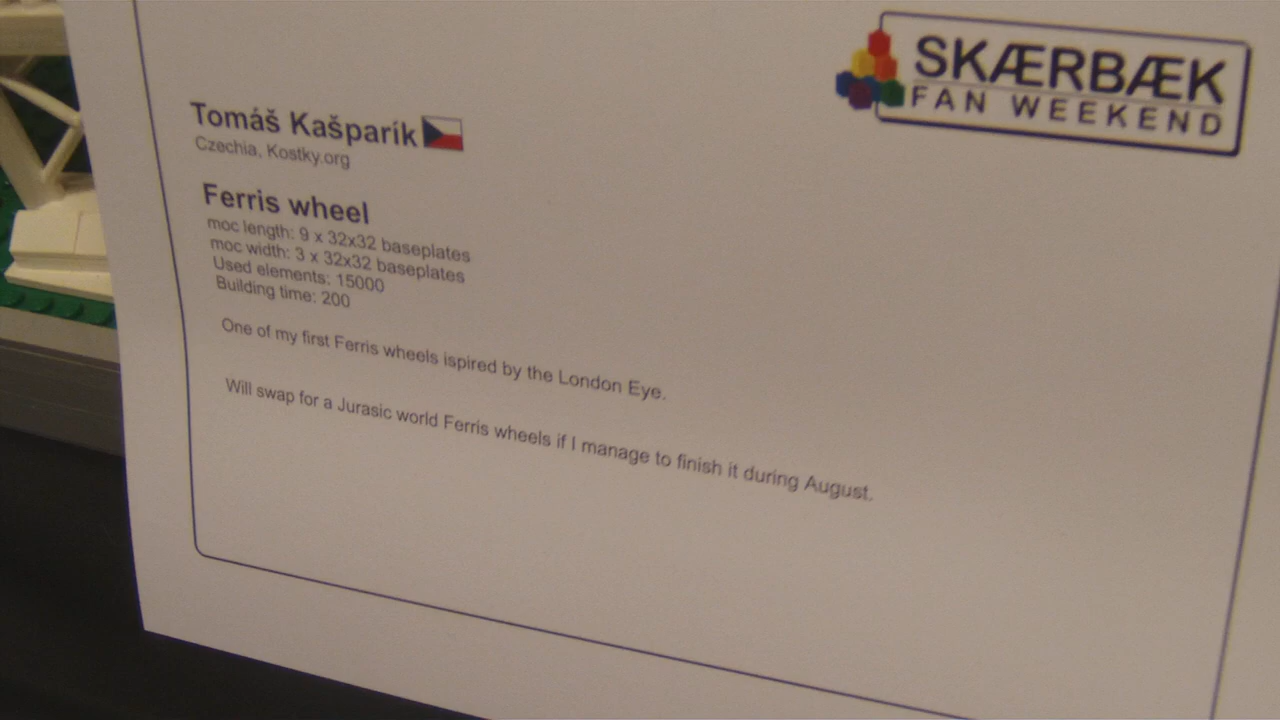 SKÆRBÆK
FAN WEEKEND
Tomáš Kašparík
Czechia, Kostky.org
Ferris wheel
moc length: 9 x 32x32 baseplates
moc width: 3 x 32x32 baseplates
Used elements: 15000
Building time: 200
One of my first Ferris wheels ispired by the London Eye.
Will swap for a Jurasic world Ferris wheels if I manage to finish it during August.